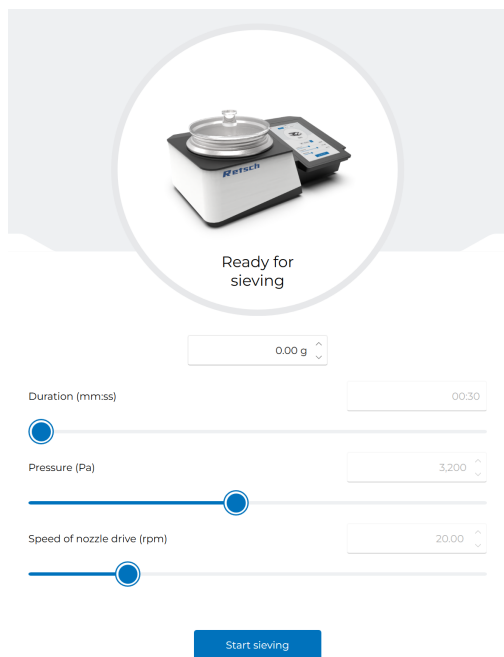 Retsch
Ready for
sieving
0.00 g
Duration (mm:ss)
00:30
Pressure (Pa)
3,200
Speed of nozzle drive (rpm)
20.00
Start sieving